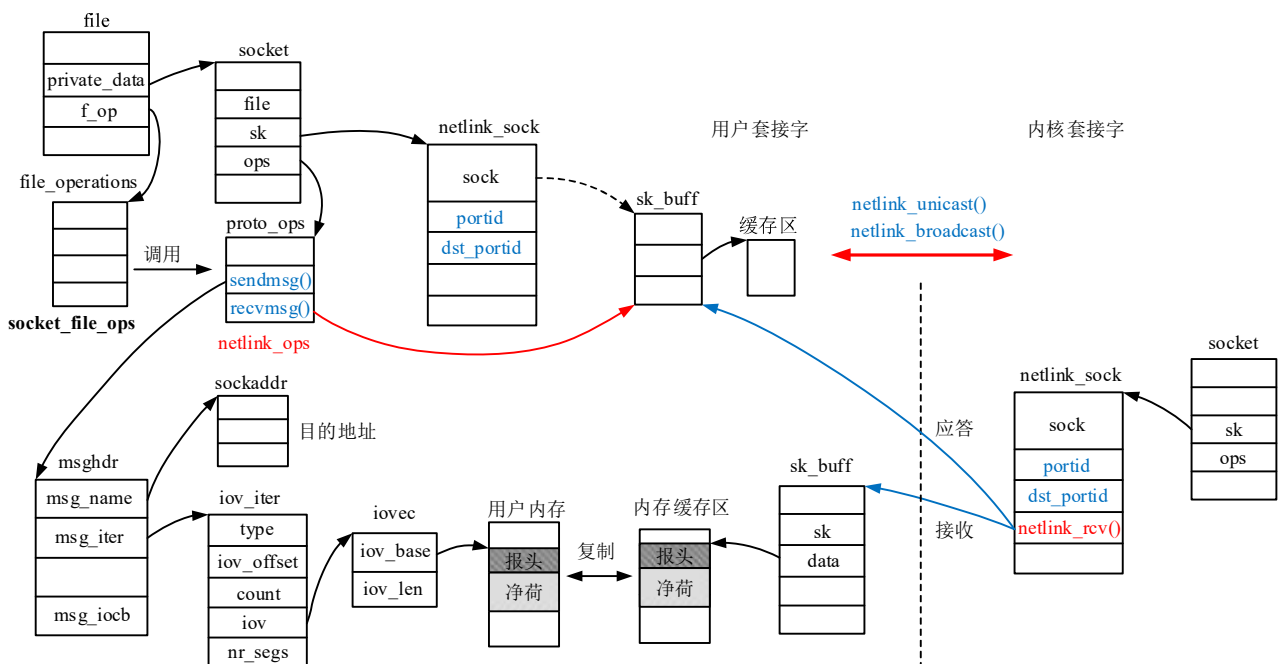 file
private_data
f_op
socket
file
sk
ops
file_operations
socket_file_ops
调用
proto_ops
sendmsg()
recvmsg()
netlink_ops
netlink_sock
sock
portid
dst_portid
sk_buff
缓存区
用户套接字
内核套接字
netlink_unicast()
netlink_broadcast()
socket
sk
ops
netlink_sock
sock
portid
dst_portid
netlink_rcv()
应答
接收
sockaddr
目的地址
msghdr
msg_name
msg_iter
msg_iocb
iov_iter
type
iov_offset
count
iov
nr_segs
iovec
iov_base
iov_len
用户内存
报头
净荷
复制
内存缓存区
报头
净荷
sk_buff
sk
data